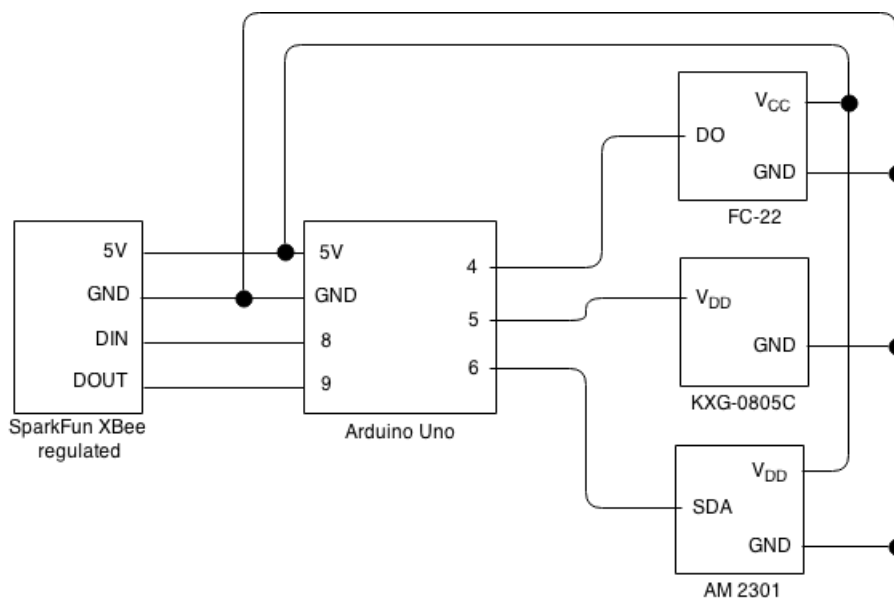 5V
GND
DIN
DOUT
SparkFun XBee
regulated
5V
GND
8
9
4
5
6
Arduino Uno
VCC
DO
GND
FC-22
VDD
GND
KXG-0805C
VDD
SDA
GND
AM 2301